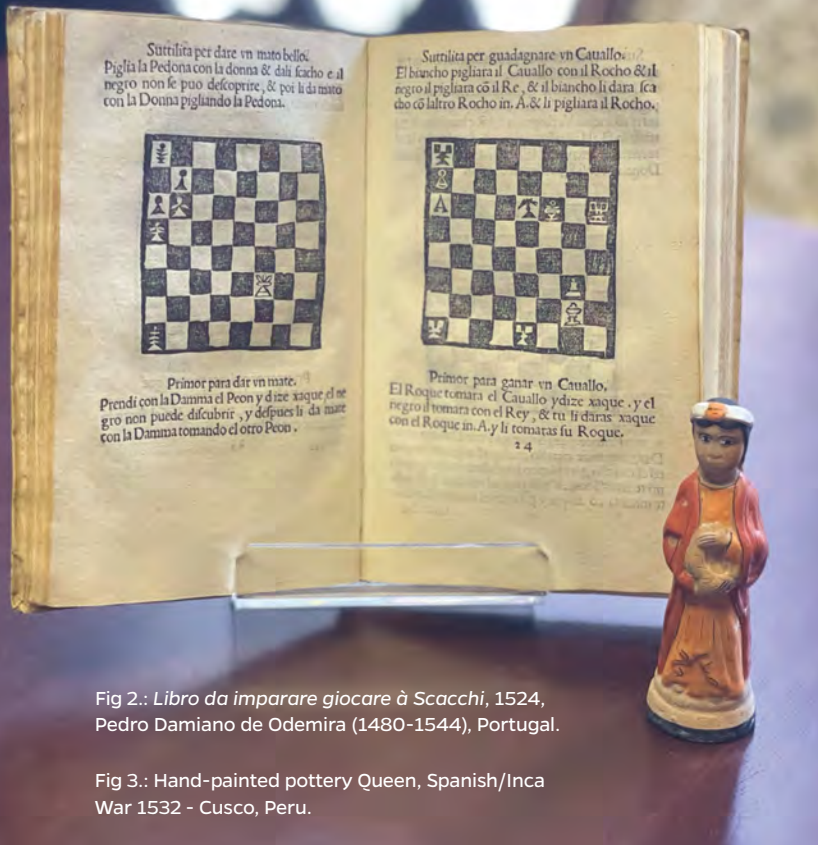 Suttilita per dare vn mato bello.
Piglia la Pedona con la donna & dali scacho e il
negro non se puo descoprire, & poi li da mato
con la Donna pigliando la Pedona.
Primor para dar vn mate.
Prendi con la Damma el Peon y dize xaque el ne
gro non puede discubrir, y despues li da mate
con la Damma tomando el otro Peon.
Suttilita per guadagnare vn Cauallo.
El biancho pigliara il Cauallo con il Rocho & il
negro il pigliara cō il Re, & il biancho li dara sca
cho cō laltro Rocho in. A. & li pigliara il Rocho.
A
Primor para ganar vn Cauallo.
El Roque tomara el Cauallo y dize xaque. y el
negro il tomara con el Rey, & tu li daras xaque
con el Roque in. A. y li tomaras su Roque.
24
Fig 2.: Libro da imparare giocare à Scacchi, 1524,
Pedro Damiano de Odemira (1480-1544), Portugal.
Fig 3.: Hand-painted pottery Queen, Spanish/Inca
War 1532 - Cusco, Peru.